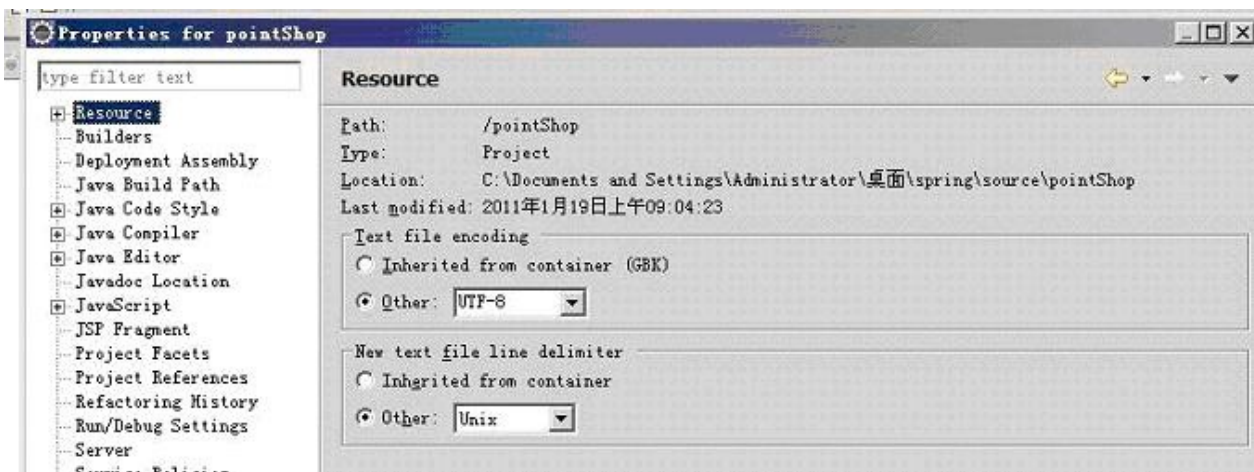 Properties for pointShop
type filter text
Resource
Builders
Deployment Assembly
Java Build Path
Java Code Style
Java Compiler
Java Editor
Javadoc Location
JavaScript
JSP Fragment
Project Facets
Project References
Refactoring History
Run/Debug Settings
Server
Resource
Path: /pointShop
Type: Project
Location: C:\Documents and Settings\Administrator\桌面\spring\source\pointShop
Last modified: 2011年1月19日上午09:04:23
Text file encoding
Inherited from container (GBK)
Other: UTF-8
New text file line delimiter
Inherited from container
Other: Unix